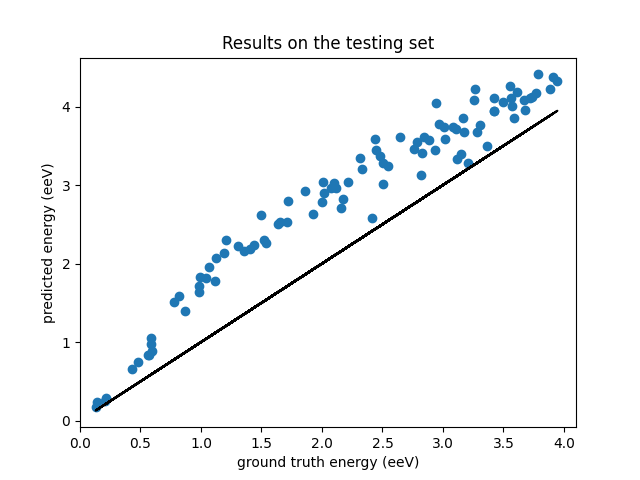 Results on the testing set
predicted energy (eeV)
4
3
2
1
0
0.0 0.5 1.0 1.5 2.0 2.5 3.0 3.5 4.0
ground truth energy (eeV)